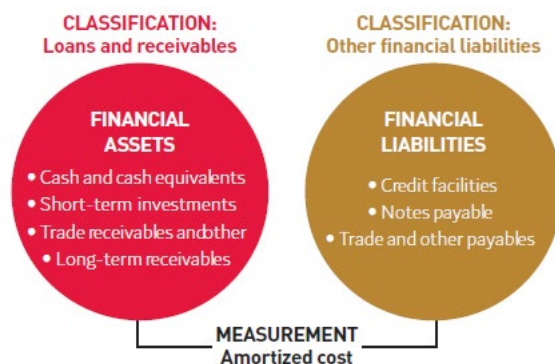 CLASSIFICATION:
Loans and receivables
FINANCIAL
ASSETS
• Cash and cash equivalents
• Short-term investments
• Trade receivables andother
• Long-term receivables
CLASSIFICATION:
Other financial liabilities
FINANCIAL
LIABILITIES
• Credit facilities
• Notes payable
• Trade and other payables
MEASUREMENT
Amortized cost